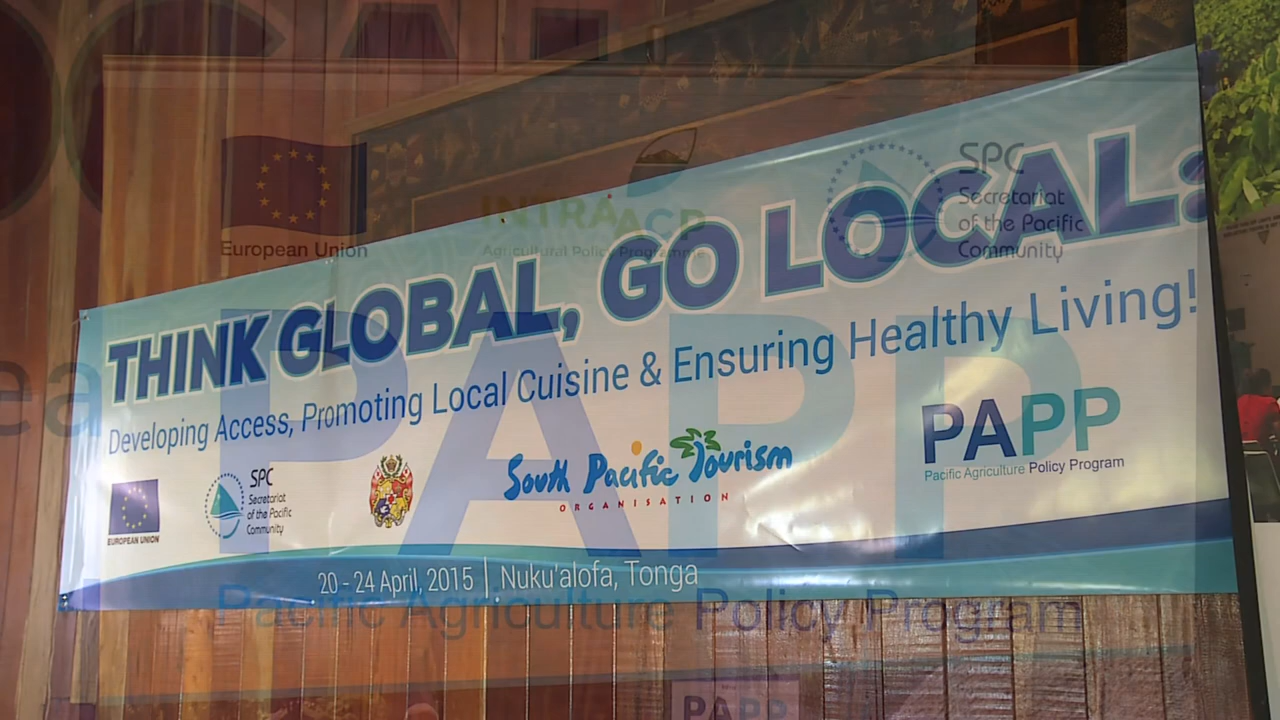 European Union
INTRA ACP
Agricultural Policy Programme
SPC
Secretariat
of the Pacific
Community
THINK GLOBAL, GO LOCAL:
Developing Access, Promoting Local Cuisine & Ensuring Healthy Living!
PAPP
Pacific Agriculture Policy Program
EUROPEAN UNION
SPC
Secretariat
of the Pacific
Community
South Pacific Tourism
ORGANISATION
PAPP
Pacific Agriculture Policy Program
20 - 24 April, 2015 | Nuku'alofa, Tonga
PAPP